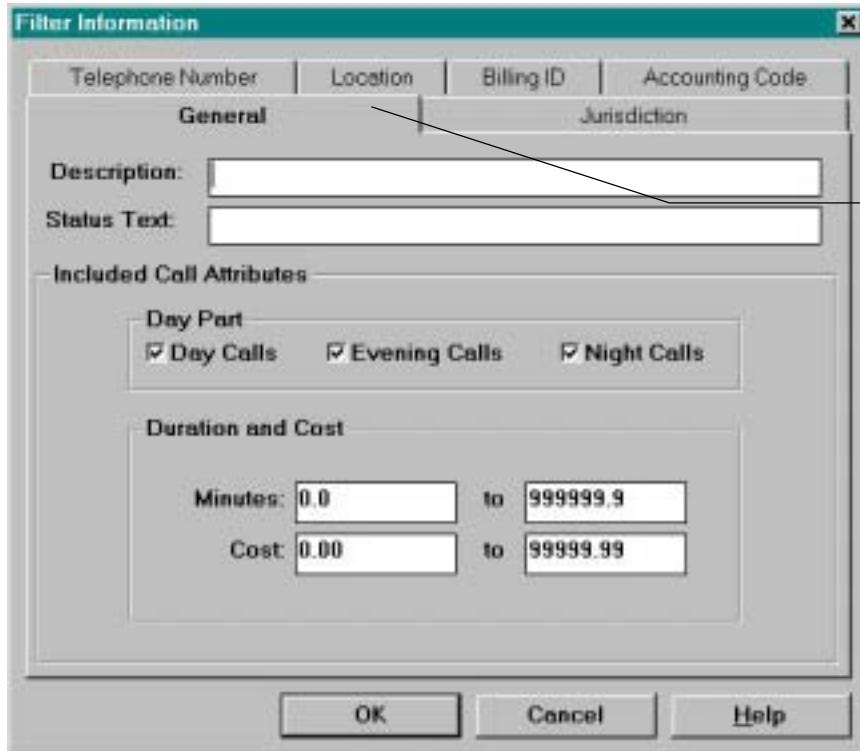 Filter Information
Telephone Number Location Billing ID Accounting Code
General Jurisdiction
Description:
Status Text:
Included Call Attributes
Day Part
Day Calls Evening Calls Night Calls
Duration and Cost
Minutes: 0.0 to 999999.9
Cost: 0.00 to 99999.99
OK Cancel Help